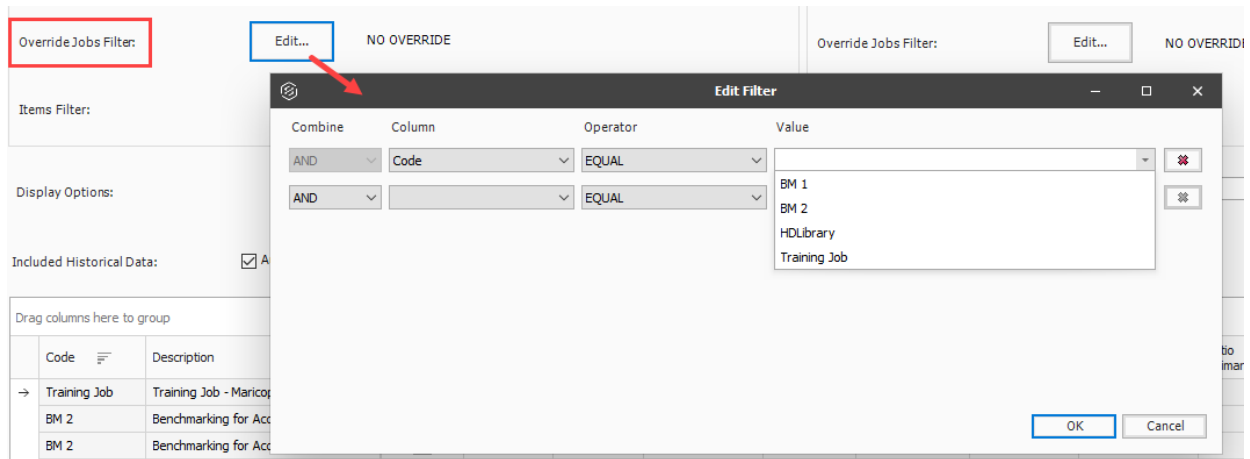 Override Jobs Filter: Edit... NO OVERRIDE Override Jobs Filter: Edit... NO OVERRIDE
Edit Filter
Items Filter:
Combine Column Operator Value
AND Code EQUAL
AND EQUAL
BM 1
BM 2
HDLibrary
Training Job
Display Options:
Included Historical Data:
Drag columns here to group
Code Description
Training Job Training Job - Marico
BM 2 Benchmarking for Acc
BM 2 Benchmarking for Acc
OK Cancel